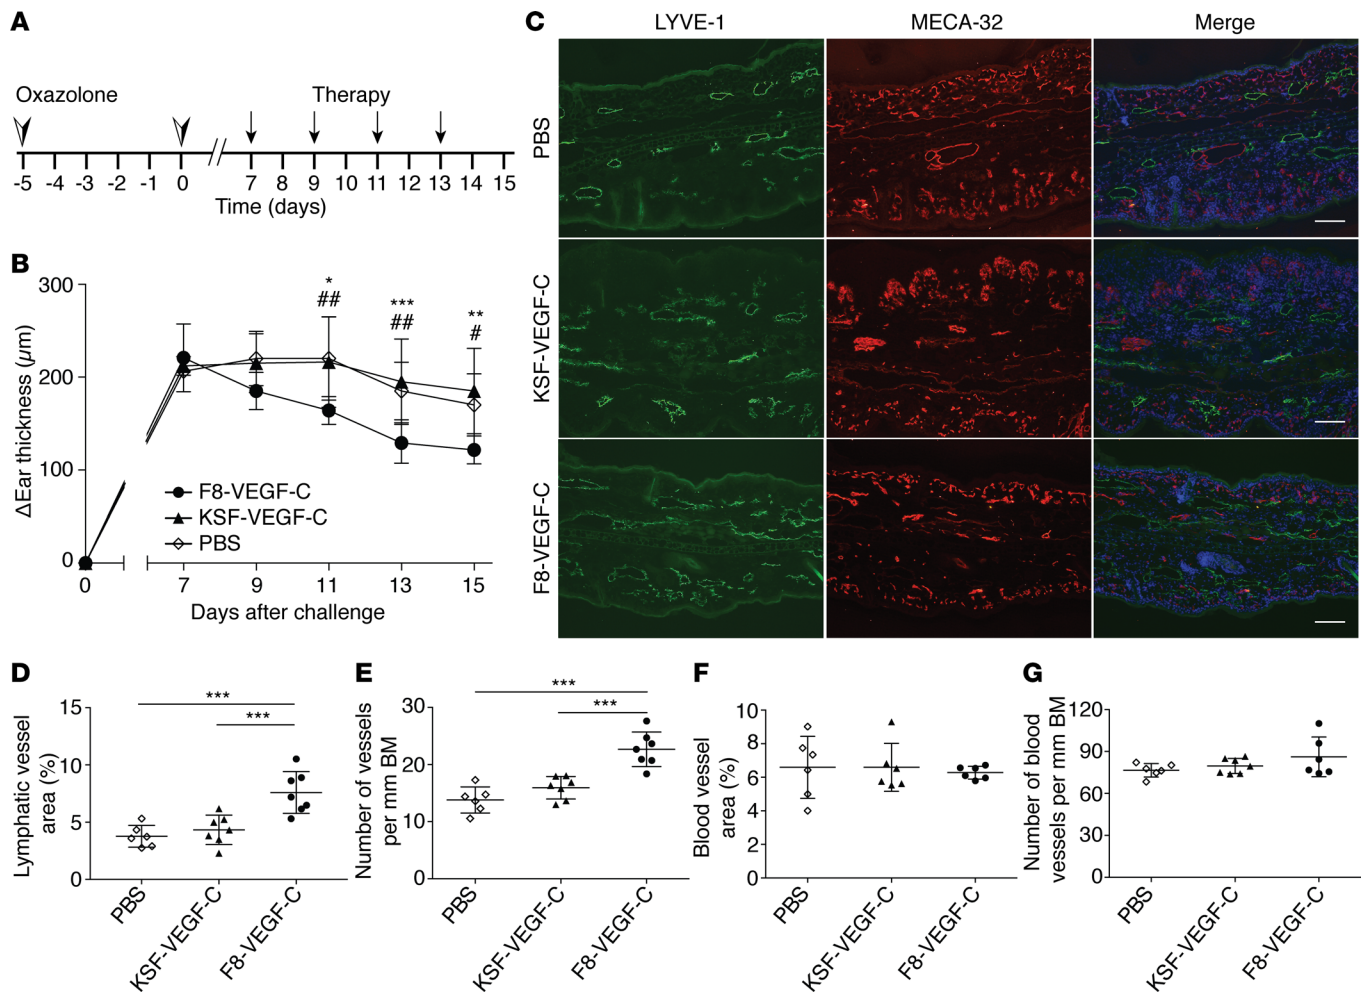 A
Oxazolone
Therapy
-5 -4 -3 -2 -1 0 7 8 9 10 11 12 13 14 15
Time (days)
B
ΔEar thickness (µm)
300
200
100
0
*
##
***
##
**
#
F8-VEGF-C
KSF-VEGF-C
PBS
0 7 9 11 13 15
Days after challenge
C
LYVE-1 MECA-32 Merge
PBS
KSF-VEGF-C
F8-VEGF-C
D
Lymphatic vessel
area (%)
15
10
5
0
***
***
PBS
KSF-VEGF-C
F8-VEGF-C
E
Number of vessels
per mm BM
30
20
10
0
***
***
PBS
KSF-VEGF-C
F8-VEGF-C
F
Blood vessel
area (%)
10
8
6
4
2
0
PBS
KSF-VEGF-C
F8-VEGF-C
G
Number of blood
vessels per mm BM
120
90
60
30
0
PBS
KSF-VEGF-C
F8-VEGF-C